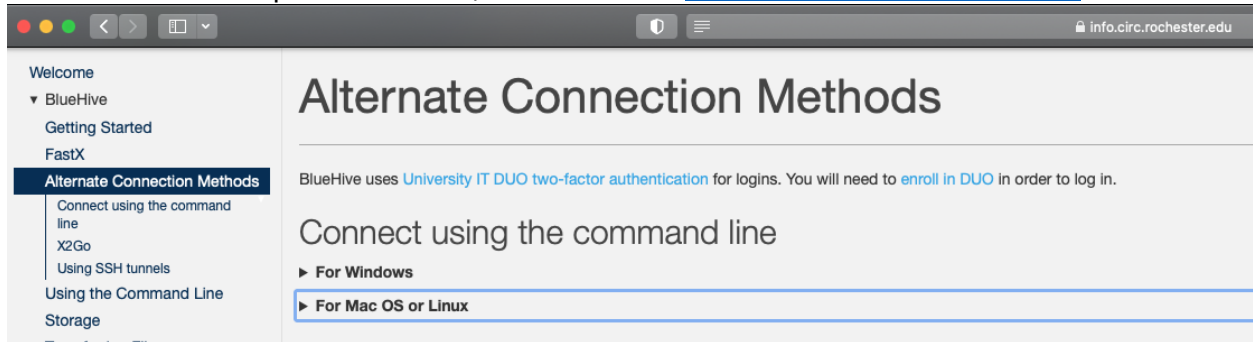 info.circ.rochester.edu
Welcome
BlueHive
Getting Started
FastX
Alternate Connection Methods
Connect using the command
line
X2Go
Using SSH tunnels
Using the Command Line
Storage
Alternate Connection Methods
BlueHive uses University IT DUO two-factor authentication for logins. You will need to enroll in DUO in order to log in.
Connect using the command line
For Windows
For Mac OS or Linux